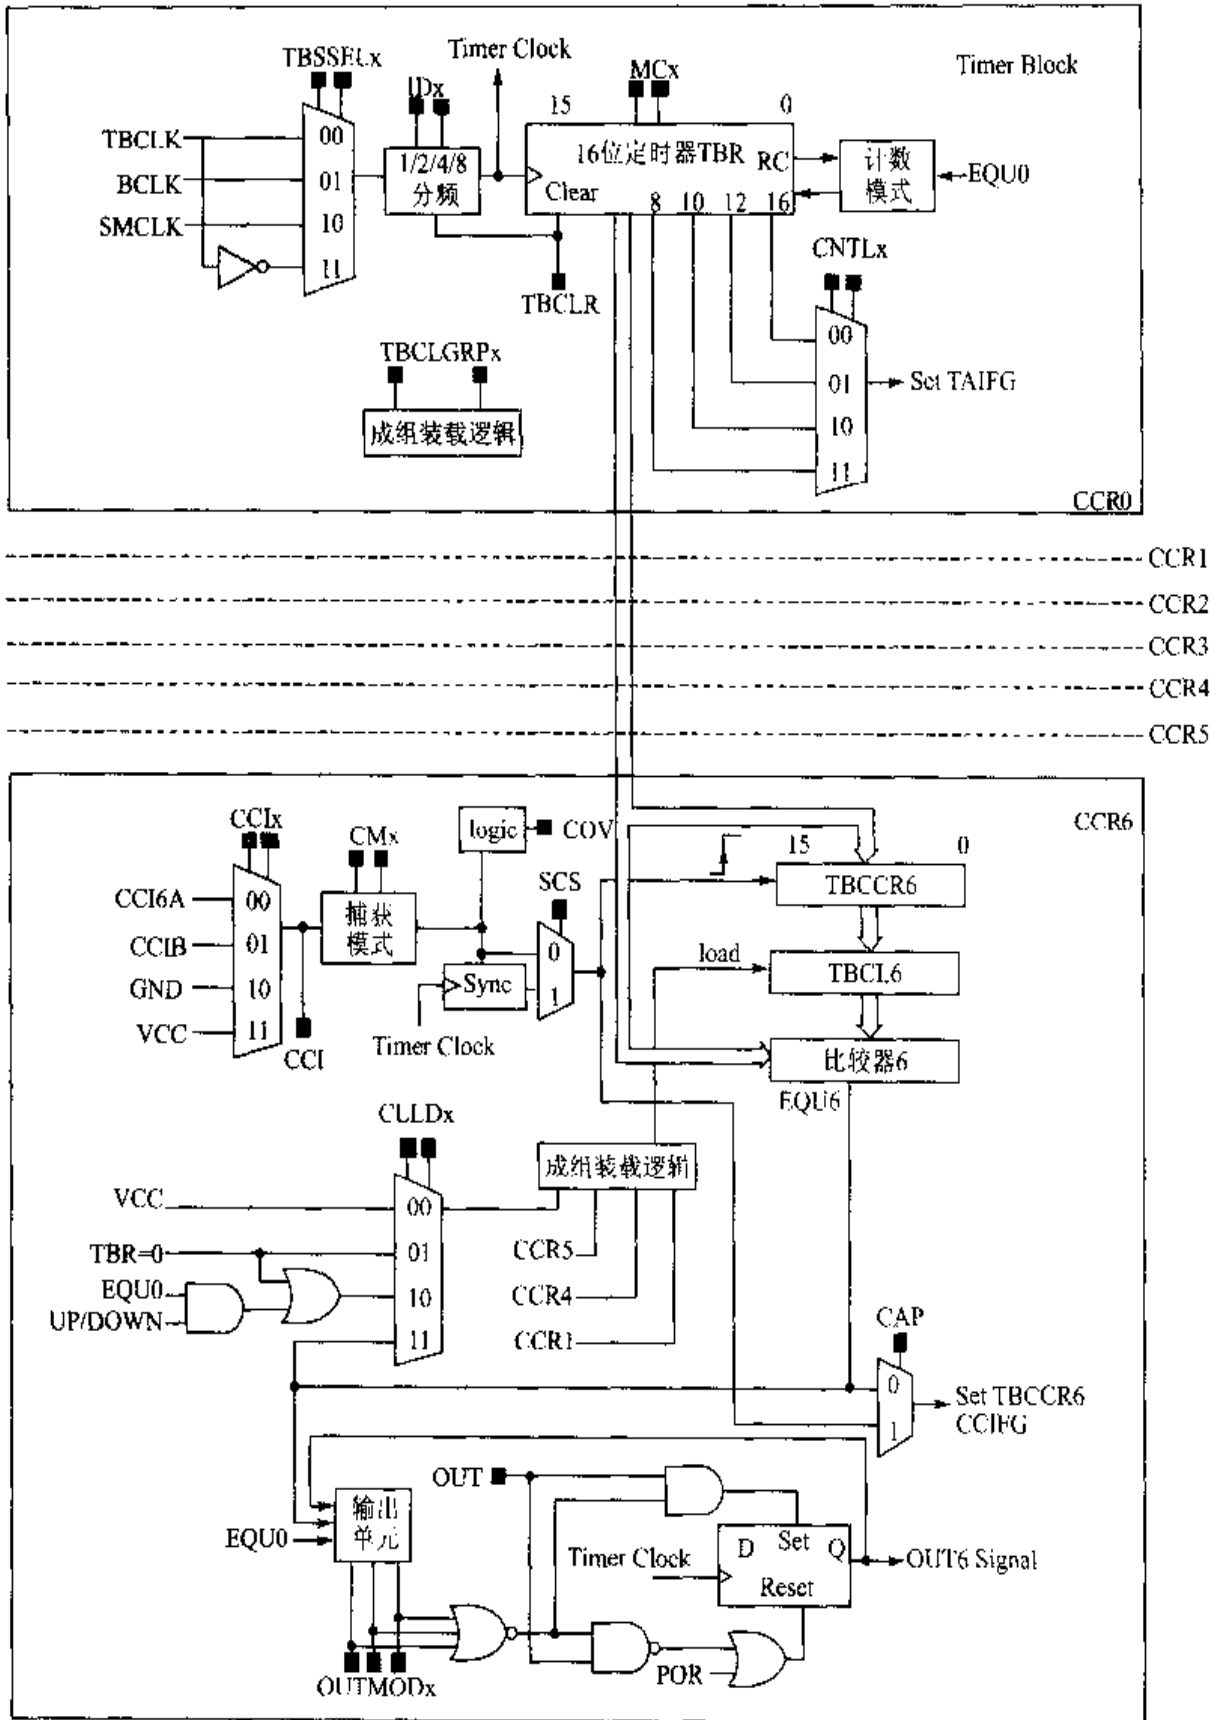 Timer Clock
TBSSELx
IDx
MCx
Timer Block
15
0
TBCLK
00
1/2/4/8
分频
16位定时器TBR
RC
计数
模式
EQU0
BCLK
01
Clear
8
10
12
16
SMCLK
10
11
TBCLR
CNTLx
00
01
10
11
Set TAIFG
TBCLGRPx
成组装载逻辑
CCR0
CCR1
CCR2
CCR3
CCR4
CCR5
CCR6
CCIx
CMx
logic
COV
15
0
SCS
CCI6A
00
捕获
模式
TBCCR6
CCIB
01
0
load
GND
10
Sync
1
TBCL6
VCC
11
Timer Clock
CCI
比较器6
EQU6
CLLDx
成组装载逻辑
VCC
00
TBR=0
01
CCR5
EQU0
10
CCR4
UP/DOWN
11
CCR1
CAP
0
1
Set TBCCR6
CCIFG
OUT
输出
单元
EQU0
Timer Clock
D
Set
Q
Reset
OUT6 Signal
POR
OUTMODx